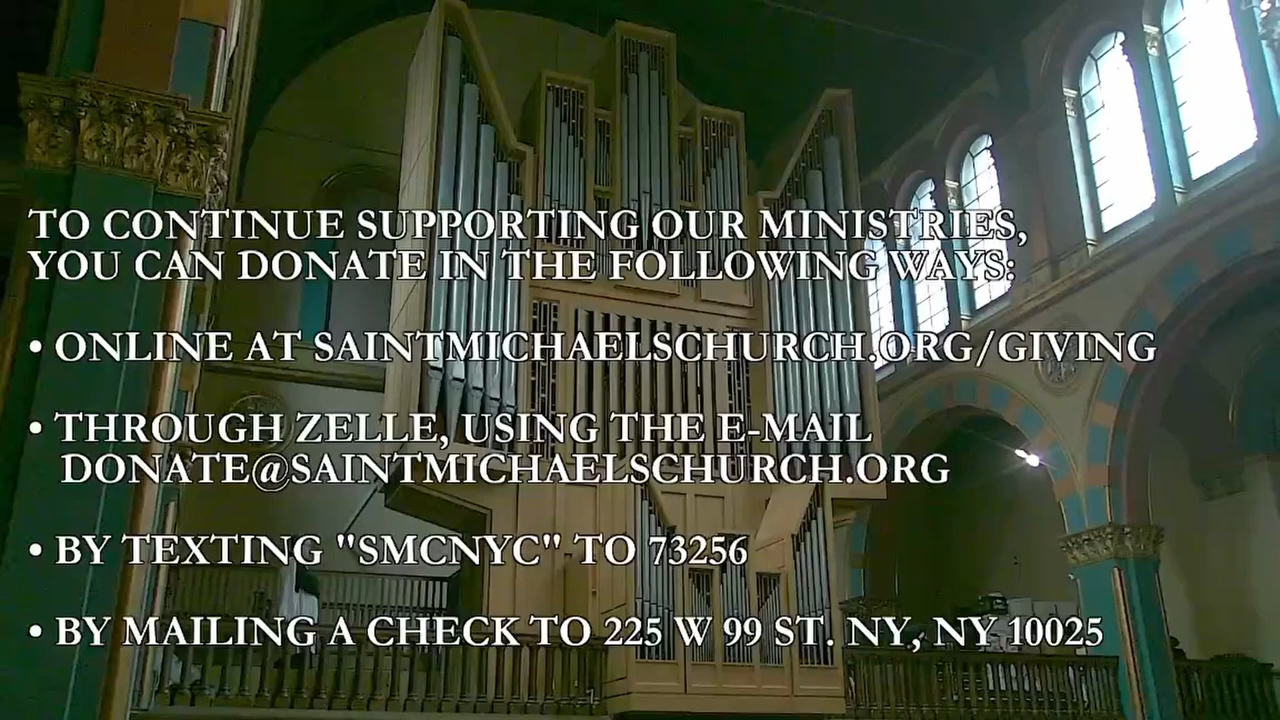 TO CONTINUE SUPPORTING OUR MINISTRIES,
YOU CAN DONATE IN THE FOLLOWING WAYS:
• ONLINE AT SAINTMICHAELSCHURCH.ORG/GIVING
• THROUGH ZELLE, USING THE E-MAIL
DONATE@SAINTMICHAELSCHURCH.ORG
• BY TEXTING "SMCNYC" TO 73256
• BY MAILING A CHECK TO 225 W 99 ST. NY, NY 10025